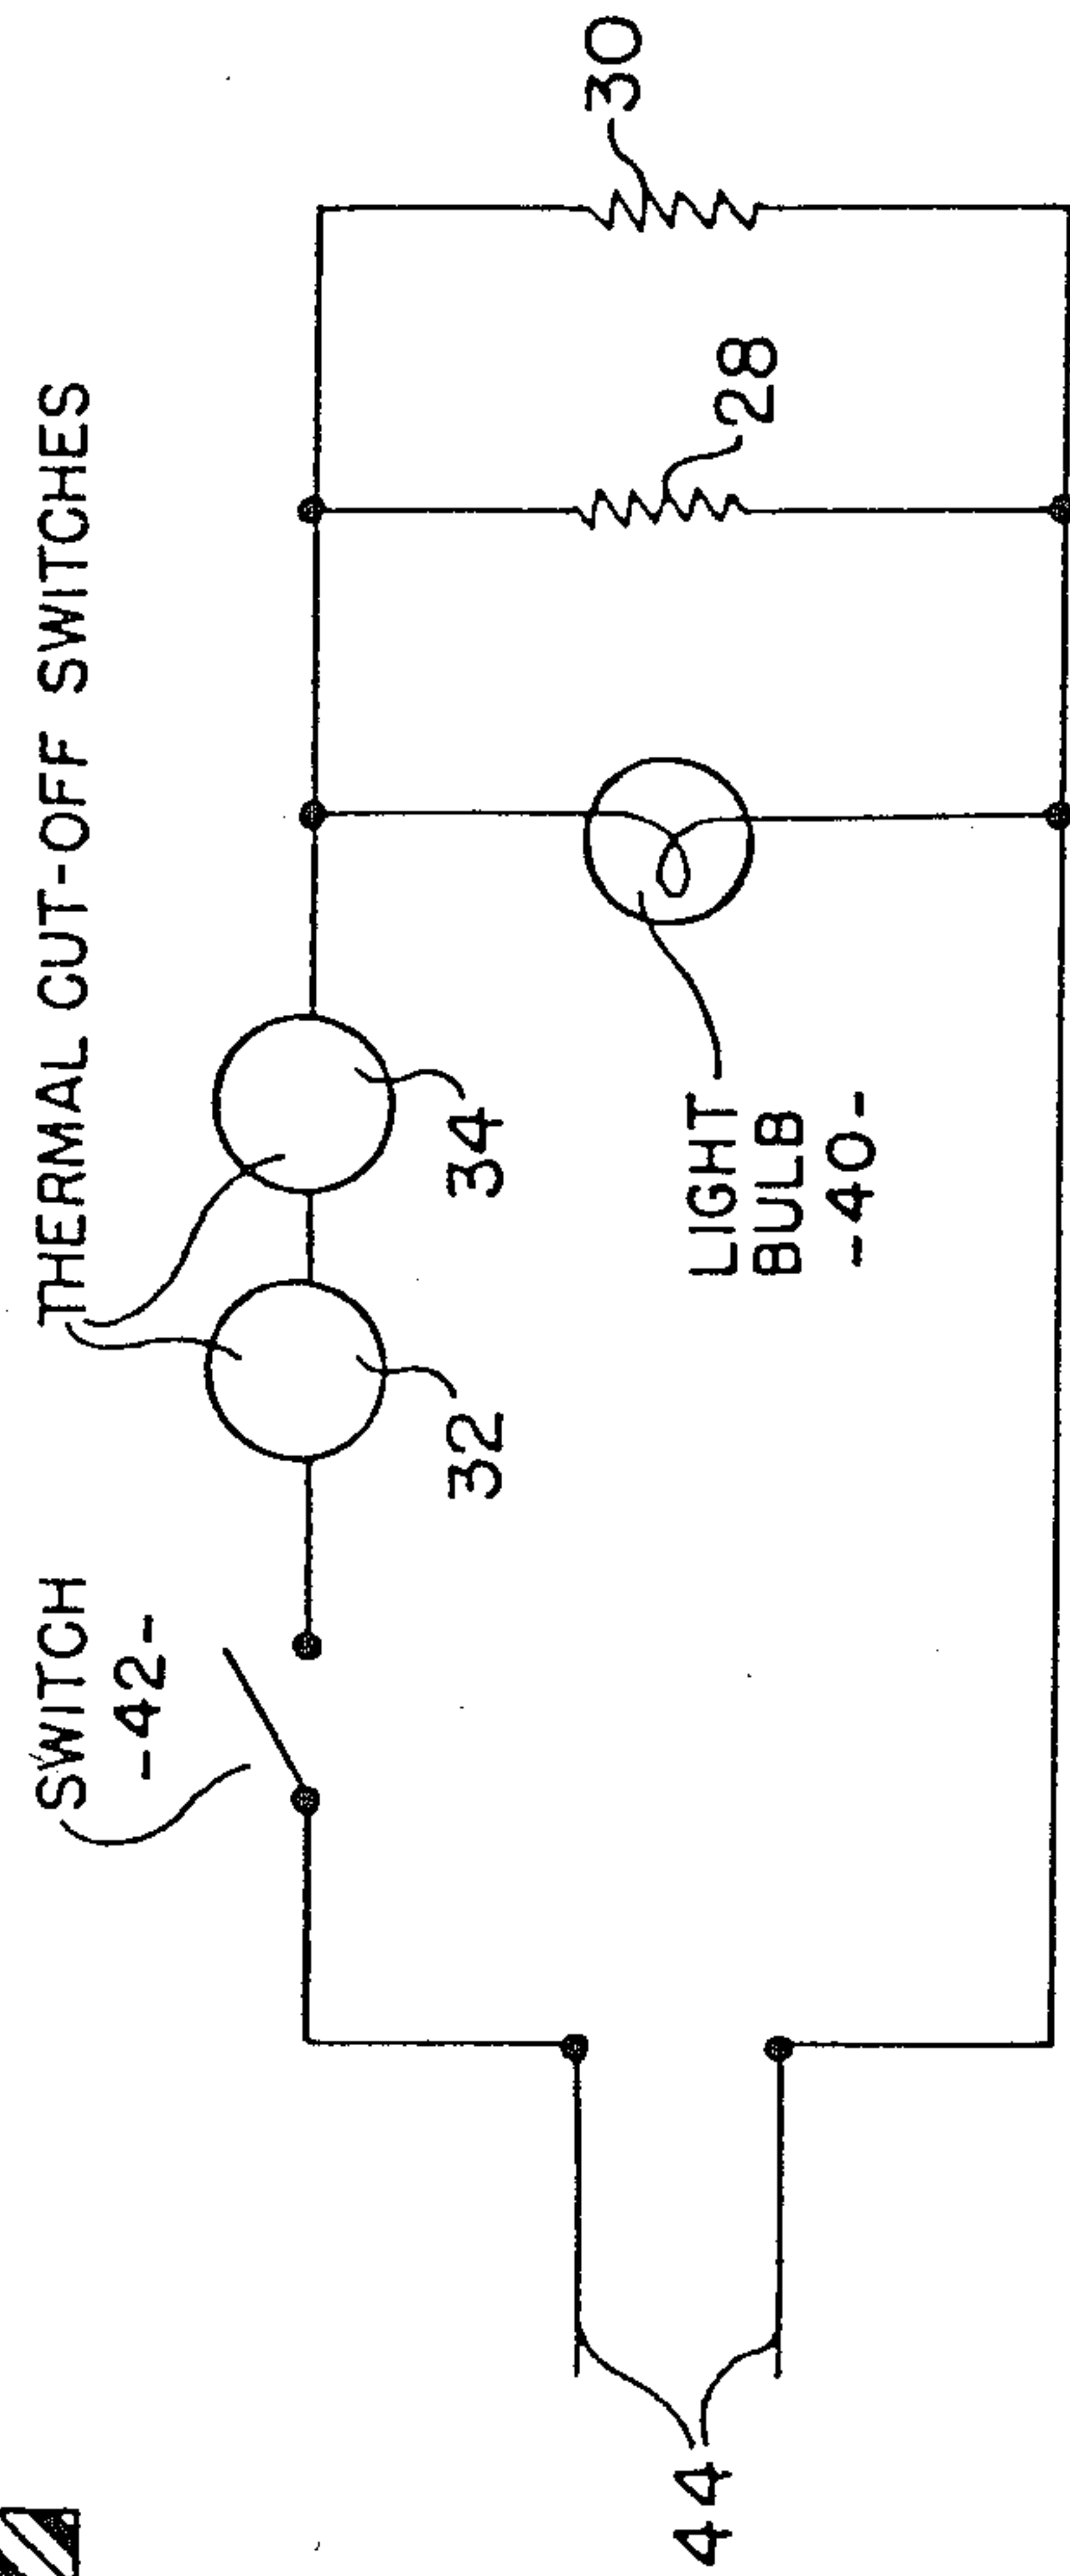 THERMAL CUT-OFF SWITCHES
SWITCH
-42-
32
34
LIGHT
BULB
-40-
28
30
44